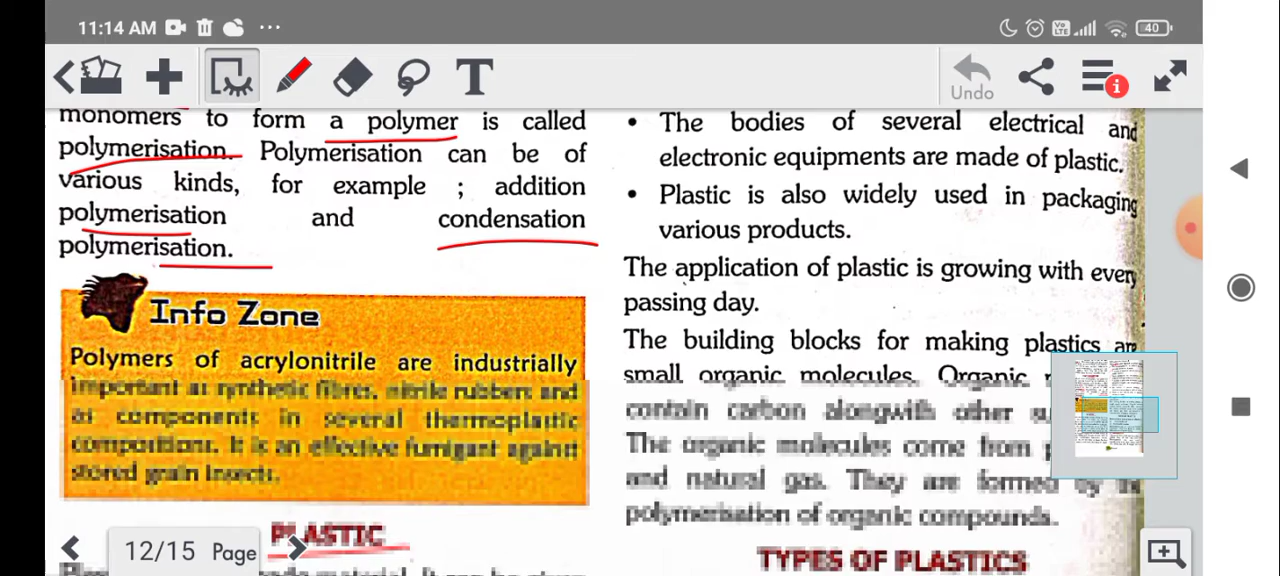 11:14 AM
40
T
Undo
i
monomers to form a polymer is called
polymerisation. Polymerisation can be of
various kinds, for example ; addition
polymerisation and condensation
polymerisation.
Info Zone
Polymers of acrylonitrile are industrially
important as synthetic fibres, nitrile rubbers and
as components in several thermoplastic
compositions. It is an effective fumigant against
stored grain insects.
PLASTIC
12/15 Page
made material. It can be
• The bodies of several electrical and
electronic equipments are made of plastic.
• Plastic is also widely used in packaging
various products.
The application of plastic is growing with every
passing day.
The building blocks for making plastics are
small organic molecules. Organic
contain carbon alongwith other
The organic molecules come from
and natural gas. They are formed by
polymerisation of organic compounds.
TYPES OF PLASTICS